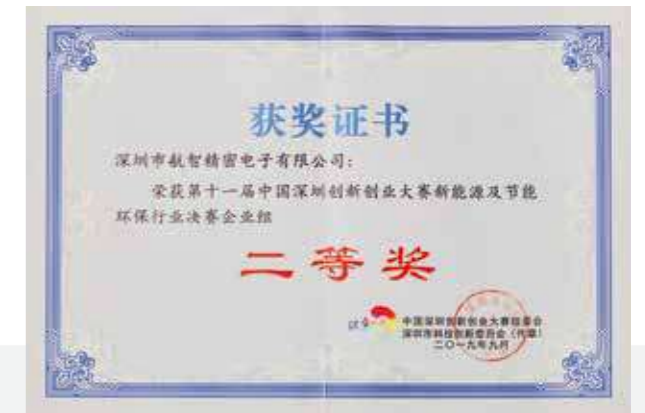 获奖证书
深圳市航智精密电子有限公司：
荣获第十一届中国深圳创新创业大赛新能源及节能
环保行业决赛企业组
二等奖
中国深圳创新创业大赛组委会
深圳市科技创新委员会（代章）
二〇一九年九月